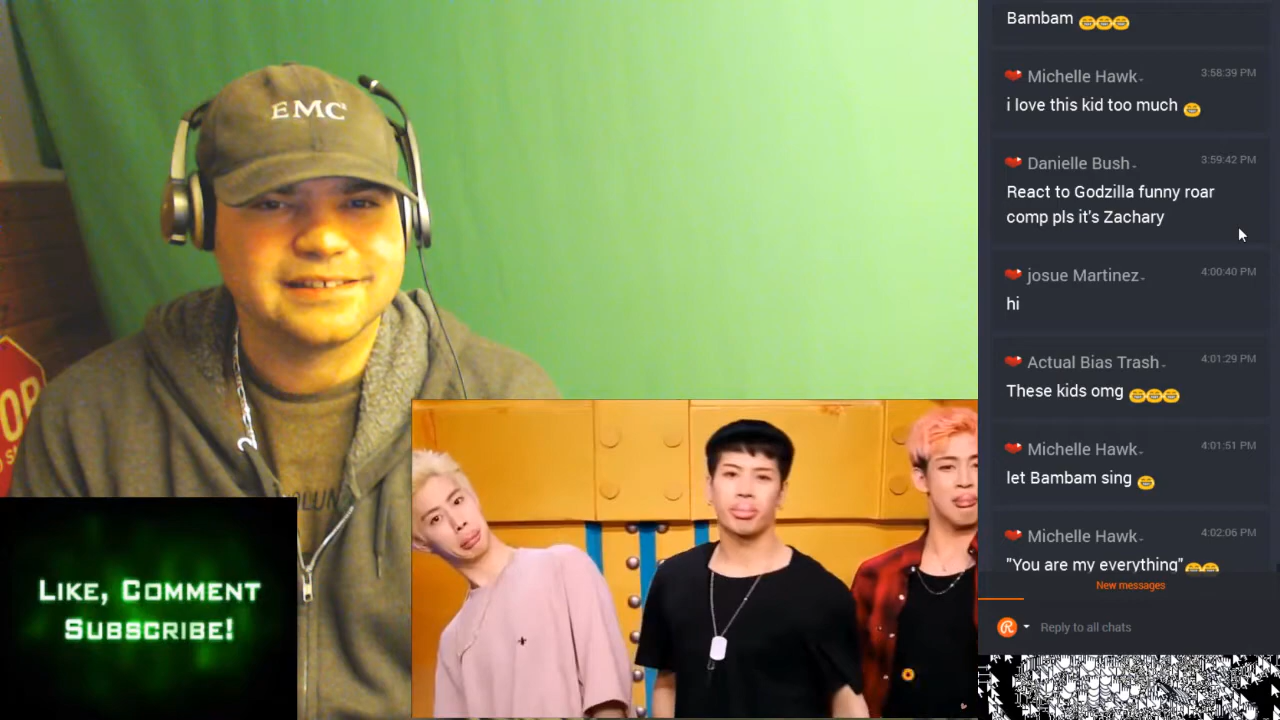 EMC
OP
LIKE, COMMENT
SUBSCRIBE!
Bambam 😂😂😂
Michelle Hawk 3:58:39 PM
i love this kid too much 😂
Danielle Bush 3:59:42 PM
React to Godzilla funny roar
comp pls it's Zachary
josue Martinez 4:00:40 PM
hi
Actual Bias Trash 4:01:29 PM
These kids omg 😂😂😂
Michelle Hawk 4:01:51 PM
let Bambam sing 😂
Michelle Hawk 4:02:06 PM
"You are my everything" 😂😂
New messages
Reply to all chats